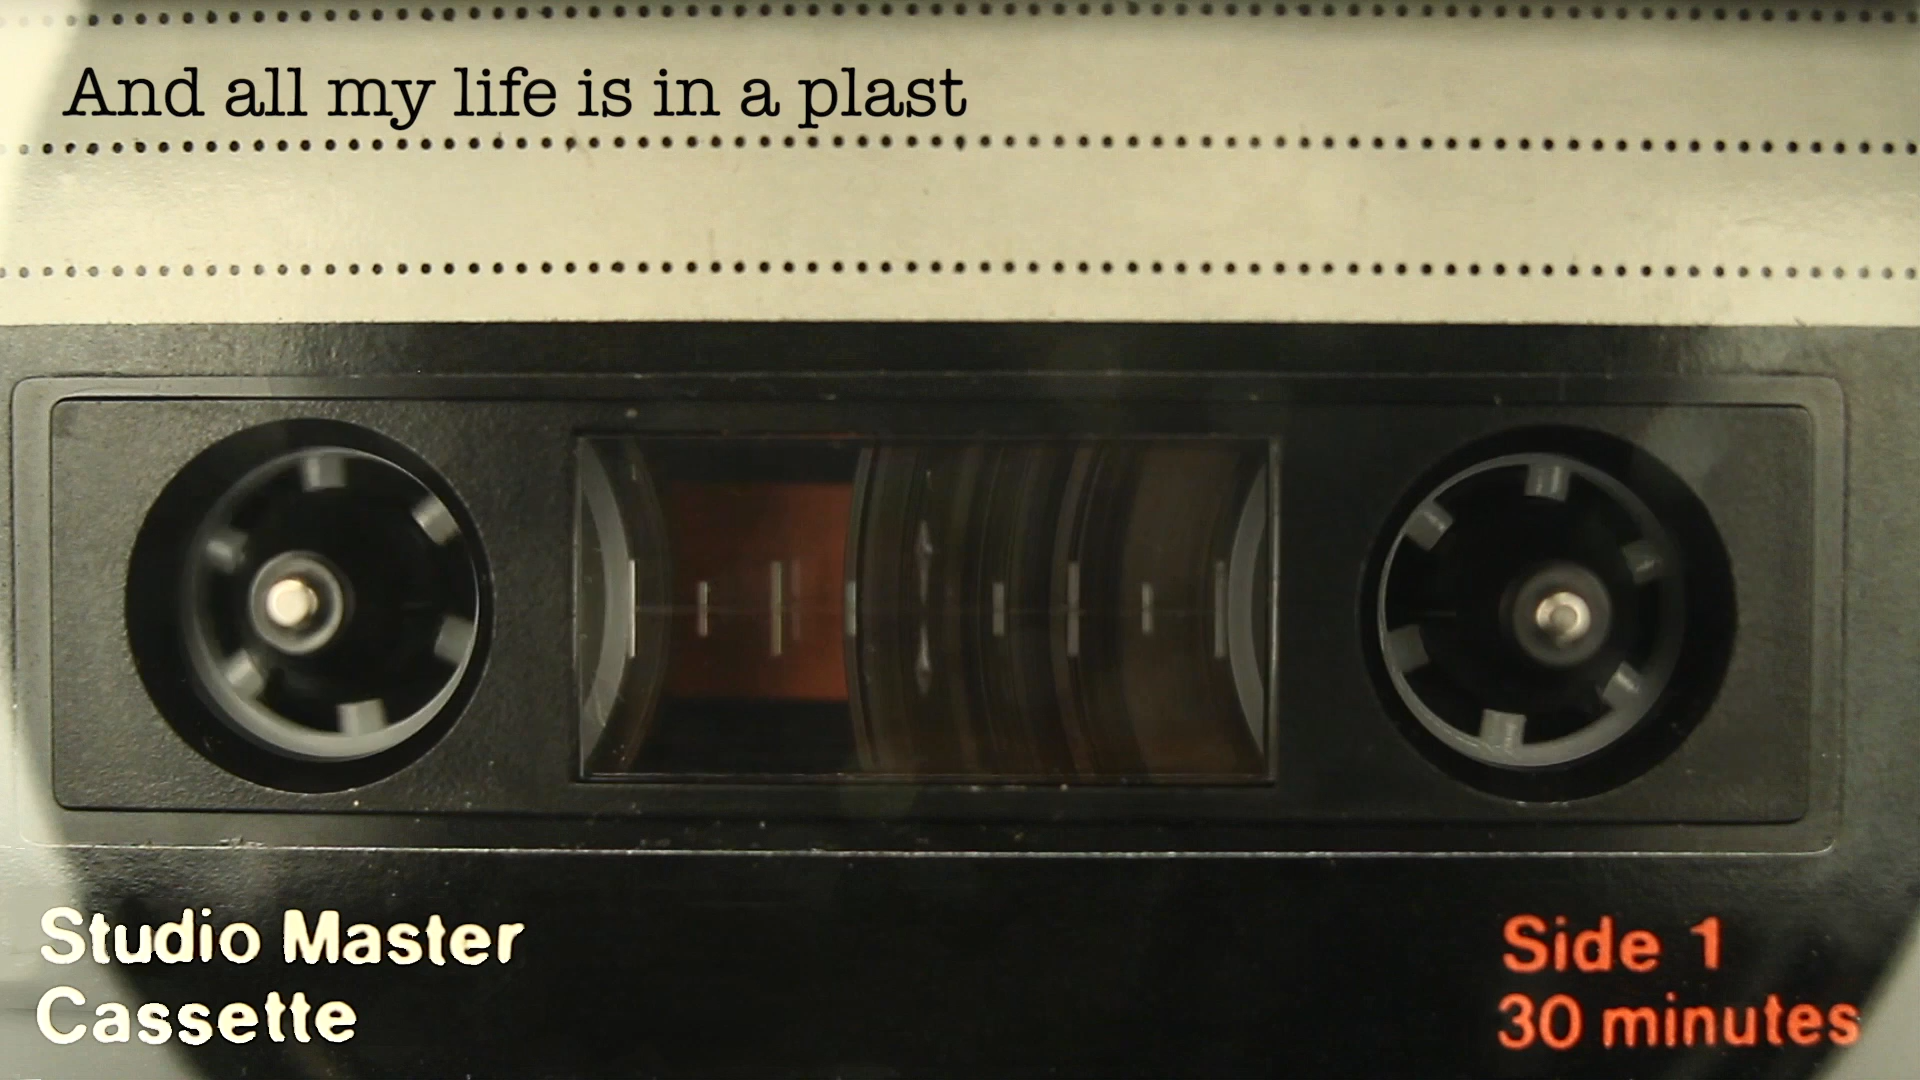 And all my life is in a plast
Studio Master
Cassette
Side 1
30 minutes